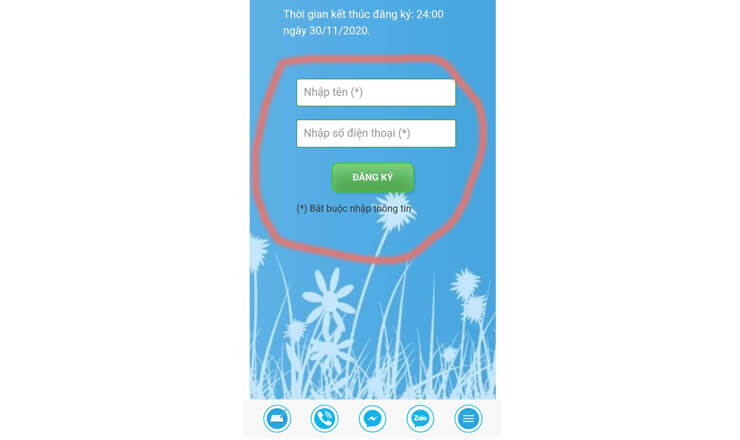 Thời gian kết thúc đăng ký: 24:00
ngày 30/11/2020.
Nhập tên (*)
Nhập số điện thoại (*)
ĐĂNG KÝ
(*) Bắt buộc nhập thông tin
Zalo